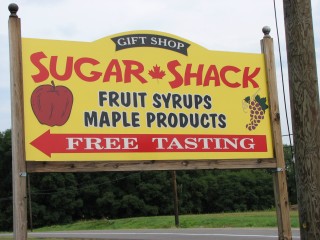 GIFT SHOP
SUGAR SHACK
FRUIT SYRUPS
MAPLE PRODUCTS
FREE TASTING